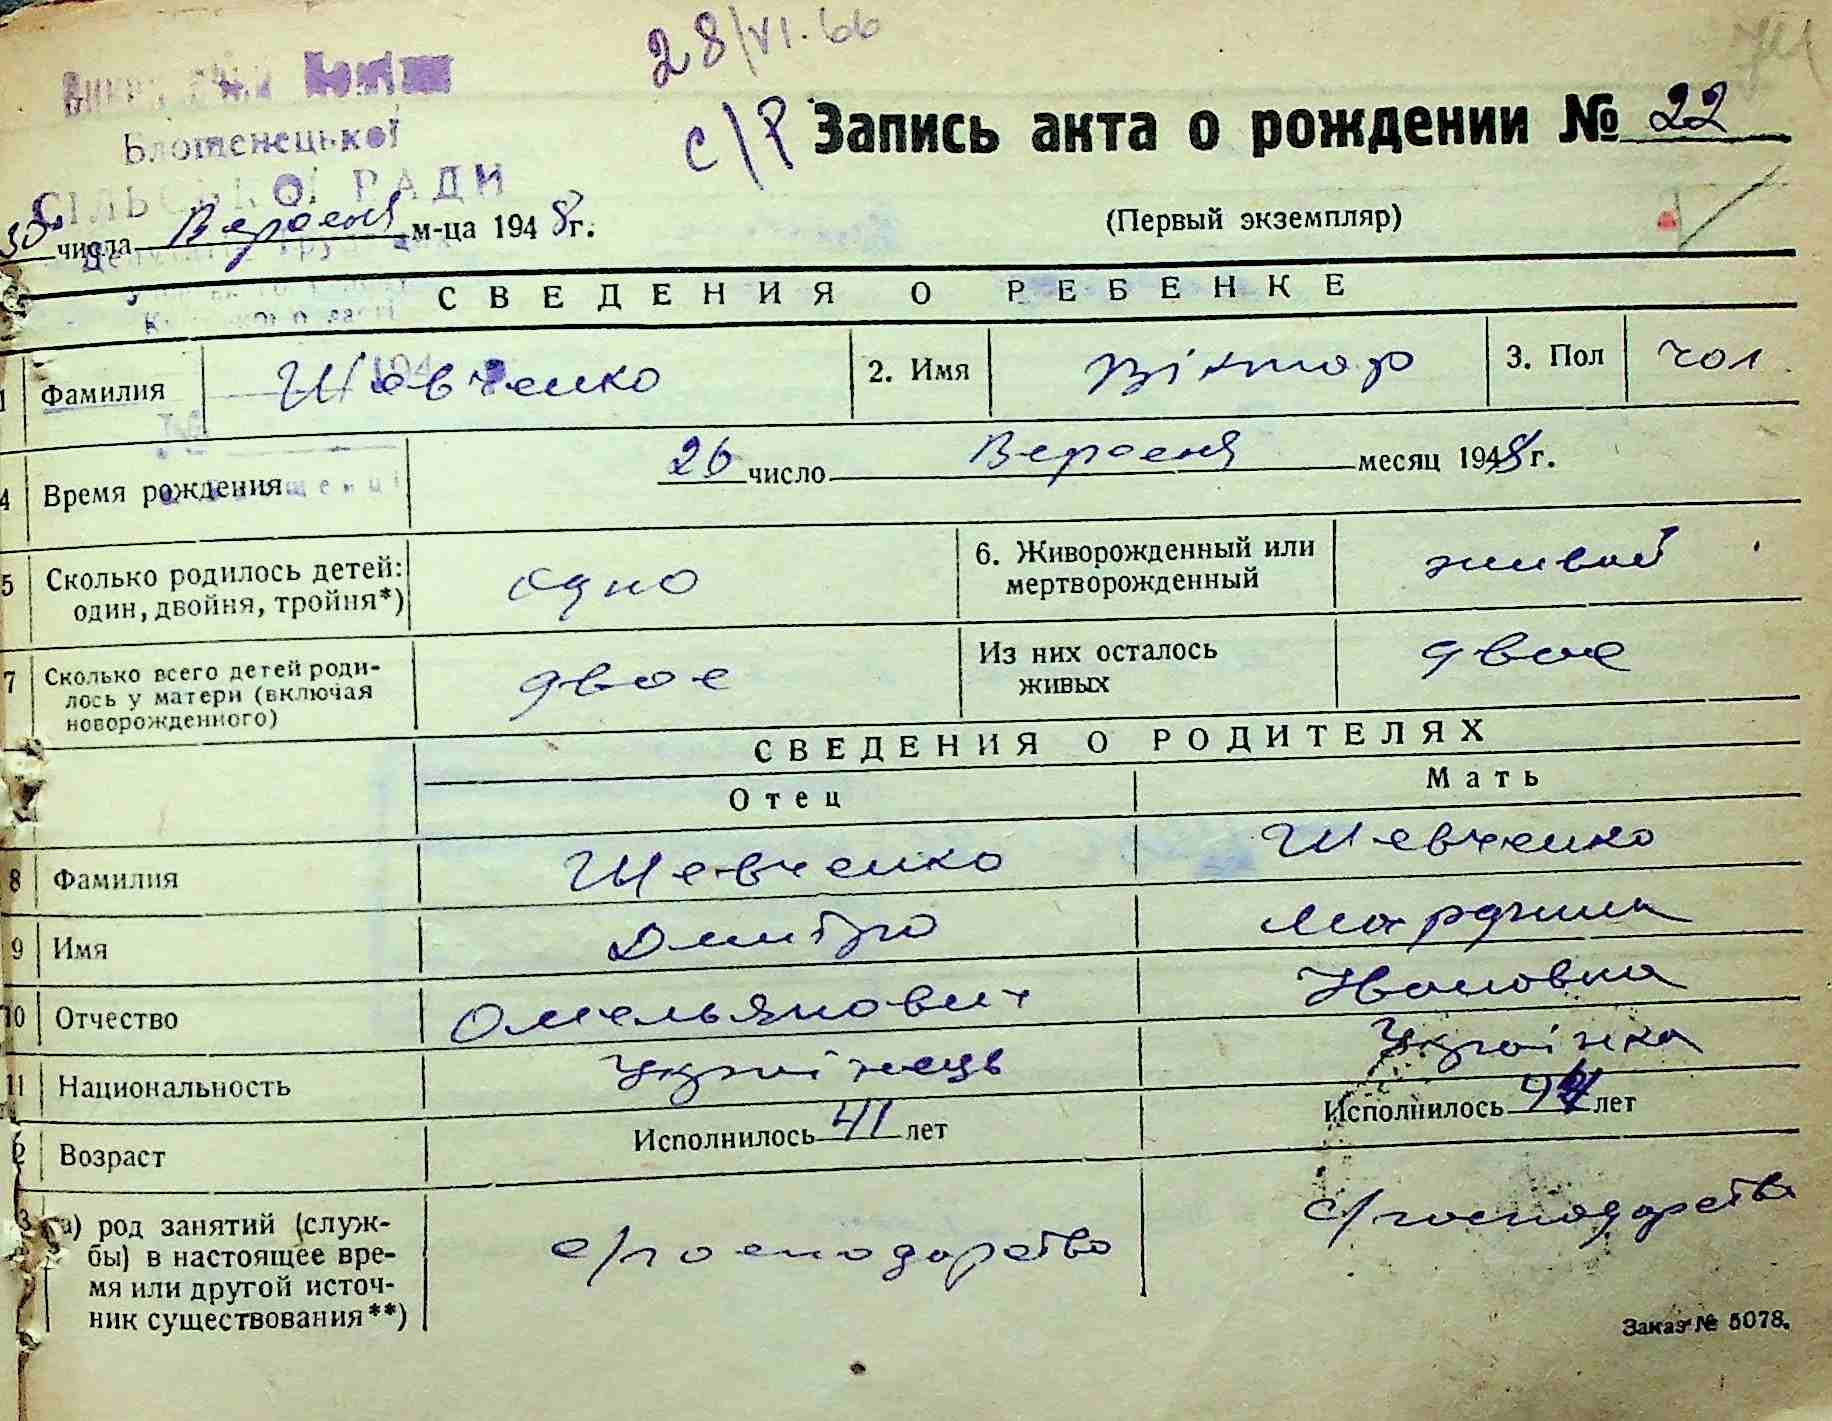 28/VI. 66
Блощенецької
СІЛЬСЬКОЇ РАДИ
с/р Запись акта о рождении № 22
30 числа Вересня м-ца 1948 г.
(Первый экземпляр)
СВЕДЕНИЯ О РЕБЕНКЕ
1 Фамилия Шевченко 2. Имя Віктор 3. Пол чол
4 Время рождения 26 число Вересня месяц 1948 г.
5 Сколько родилось детей: один, двойня, тройня*) одно 6. Живорожденный или мертворожденный живой
7 Сколько всего детей родилось у матери (включая новорожденного) двое Из них осталось живых двое
СВЕДЕНИЯ О РОДИТЕЛЯХ
Отец Мать
8 Фамилия Шевченко Шевченко
9 Имя Дмитро
10 Отчество Омельянович Ивановна
11 Национальность Українець Українка
2 Возраст Исполнилось 41 лет Исполнилось лет
3 а) род занятий (службы) в настоящее время или другой источник существования**) с/господарство с/господарства
Заказ № 5078.